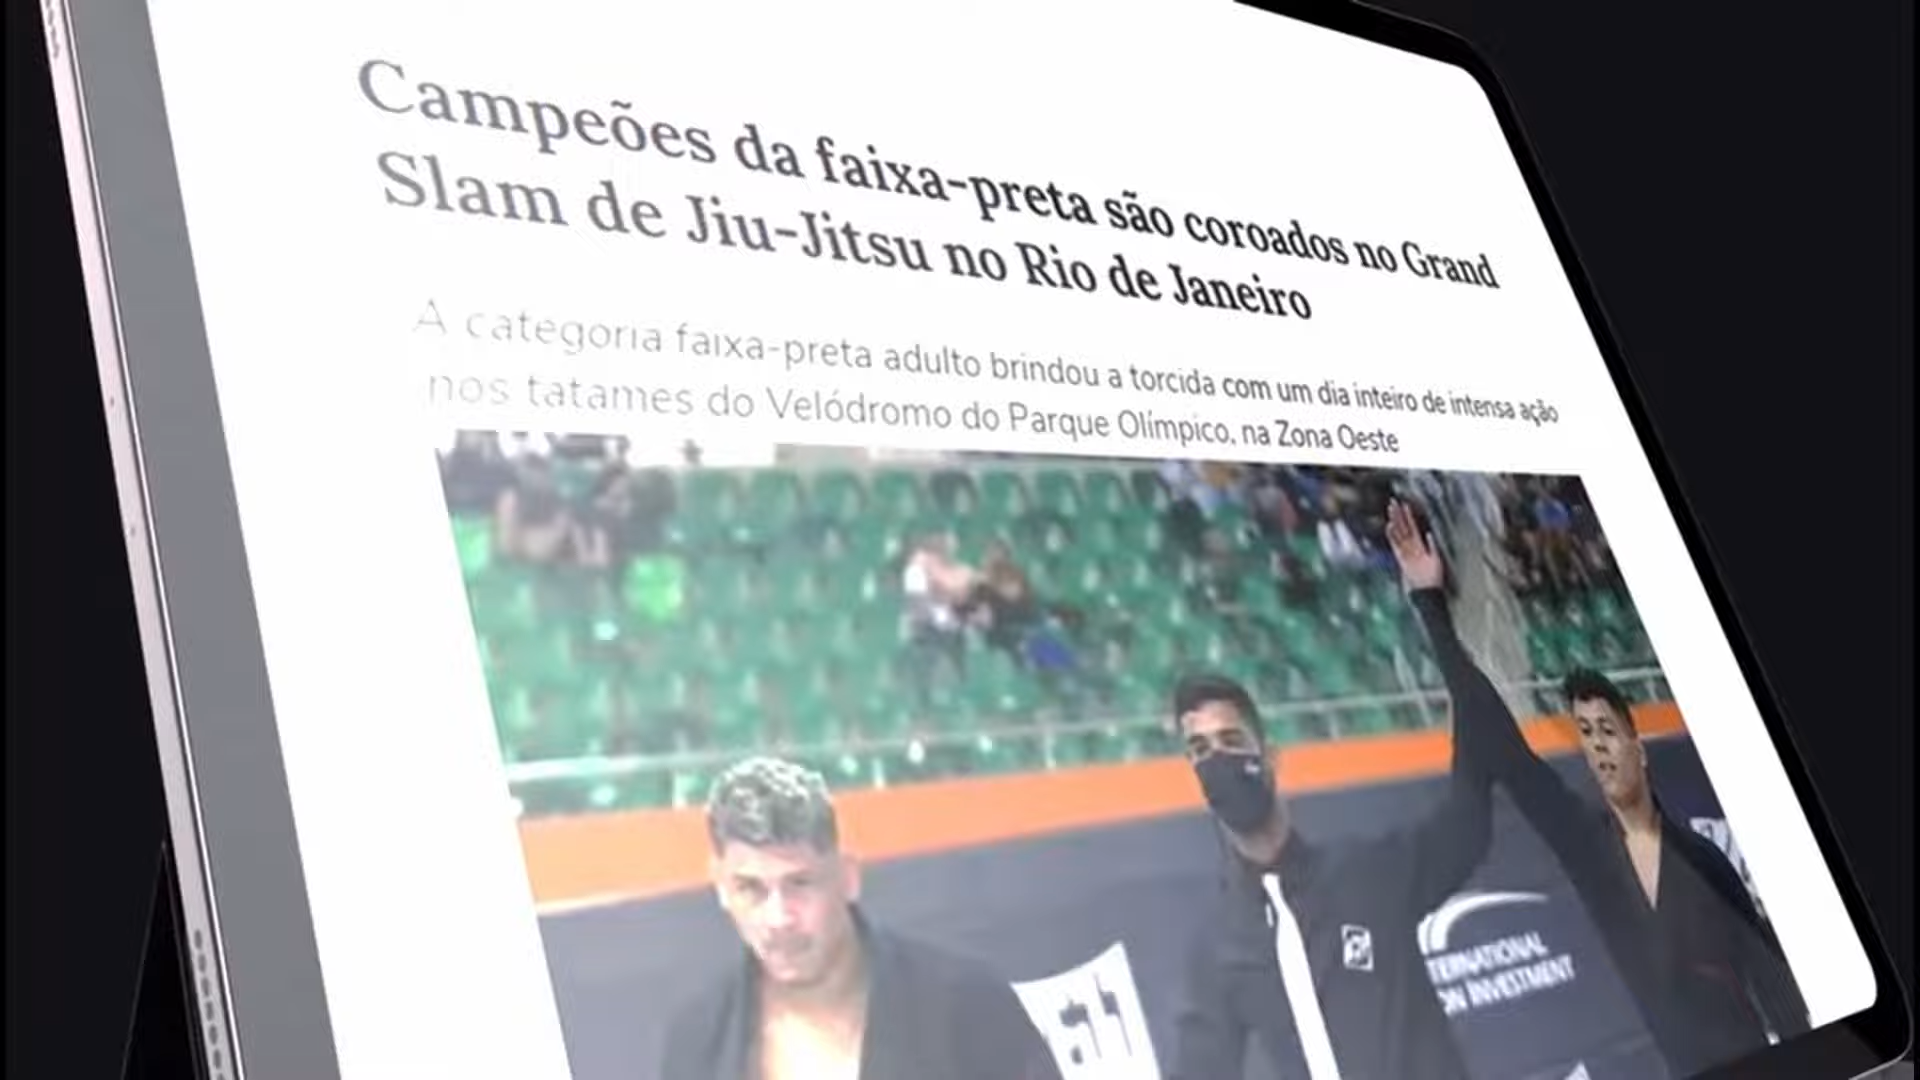 Campeões da faixa-preta são coroados no Grand
Slam de Jiu-Jitsu no Rio de Janeiro
A categoria faixa-preta adulto brindou a torcida com um dia inteiro de intensa ação
nos tatames do Velódromo do Parque Olímpico, na Zona Oeste
TERNATIONAL
ON INVESTMENT